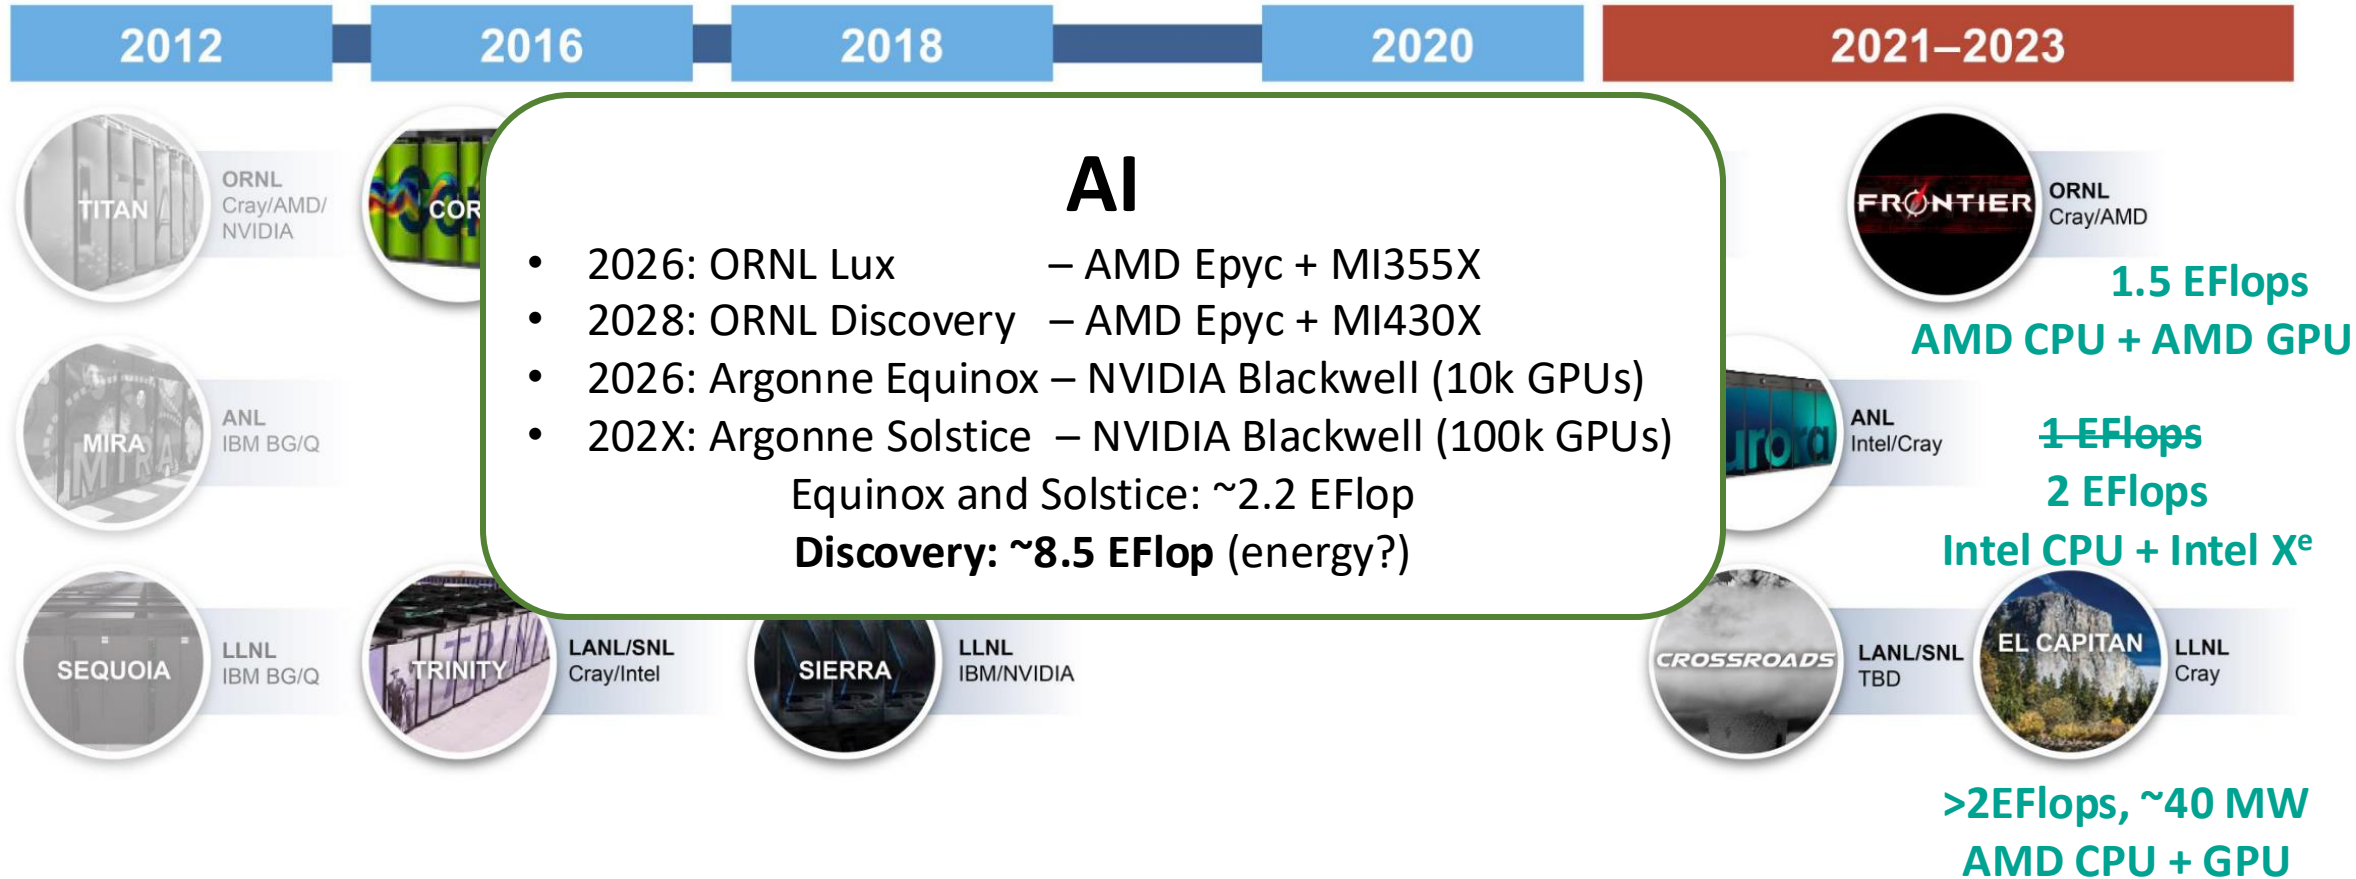 2012
2016
2018
2020
2021–2023
TITAN
ORNL
Cray/AMD/
NVIDIA
COR
AI
• 2026: ORNL Lux – AMD Epyc + MI355X
• 2028: ORNL Discovery – AMD Epyc + MI430X
• 2026: Argonne Equinox – NVIDIA Blackwell (10k GPUs)
• 202X: Argonne Solstice – NVIDIA Blackwell (100k GPUs)
Equinox and Solstice: ~2.2 EFlop
Discovery: ~8.5 EFlop (energy?)
FRONTIER
ORNL
Cray/AMD
1.5 EFlops
AMD CPU + AMD GPU
MIRA
MIRA
ANL
IBM BG/Q
urora
ANL
Intel/Cray
1 EFlops
2 EFlops
Intel CPU + Intel Xᵉ
SEQUOIA
LLNL
IBM BG/Q
TRINITY
LANL/SNL
Cray/Intel
SIERRA
LLNL
IBM/NVIDIA
CROSSROADS
LANL/SNL
TBD
EL CAPITAN
LLNL
Cray
>2EFlops, ~40 MW
AMD CPU + GPU